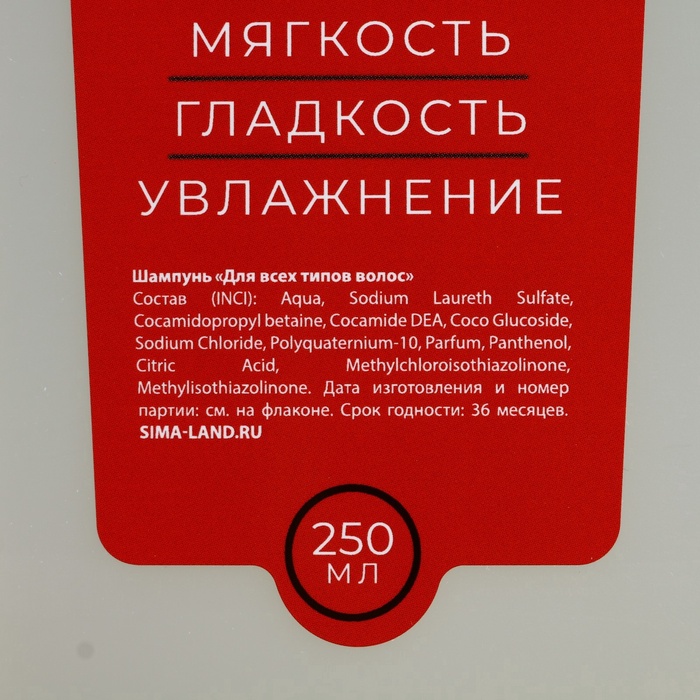 МЯГКОСТЬ
ГЛАДКОСТЬ
УВЛАЖНЕНИЕ
Шампунь «Для всех типов волос»
Состав (INCI): Aqua, Sodium Laureth Sulfate,
Cocamidopropyl betaine, Cocamide DEA, Coco Glucoside,
Sodium Chloride, Polyquaternium-10, Parfum, Panthenol,
Citric Acid, Methylchloroisothiazolinone,
Methylisothiazolinone. Дата изготовления и номер
партии: см. на флаконе. Срок годности: 36 месяцев.
SIMA-LAND.RU
250
МЛ